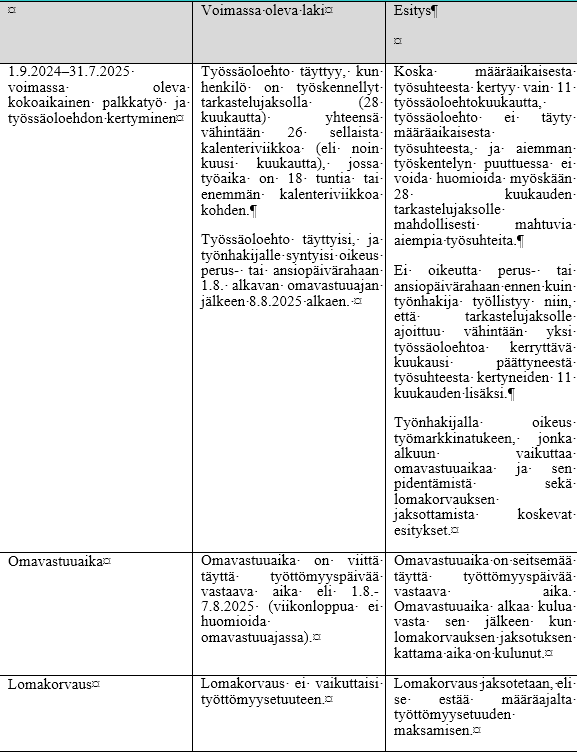 Voimassa oleva laki
Esitys
1.9.2024–31.7.2025
voimassa oleva
kokoaikainen palkkatyö ja
työssäoloehdon kertyminen
Työssäoloehto täyttyy, kun
henkilö on työskennellyt
tarkastelujaksolla (28
kuukautta) yhteensä
vähintään 26 sellaista
kalenteriviikkoa (eli noin
kuusi kuukautta), jossa
työaika on 18 tuntia tai
enemmän kalenteriviikkoa
kohden.
Työssäoloehto täyttyisi, ja
työnhakijalle syntyisi oikeus
perus- tai ansiopäivärahaan
1.8. alkavan omavastuuajan
jälkeen 8.8.2025 alkaen.
Koska määräaikaisesta
työsuhteesta kertyy vain 11
työssäoloehtokuukautta,
työssäoloehto ei täyty
määräaikaisesta
työsuhteesta, ja aiemman
työskentelyn puuttuessa ei
voida huomioida myöskään
28 kuukauden
tarkastelujaksolle
mahdollisesti mahtuvia
aiempia työsuhteita.
Ei oikeutta perus- tai
ansiopäivärahaan ennen kuin
työnhakija työllistyy niin,
että tarkastelujaksolle
ajoittuu vähintään yksi
työssäoloehtoa kerryttävä
kuukausi päättyneestä
työsuhteesta kertyneiden 11
kuukauden lisäksi.
Työnhakijalla oikeus
työmarkkinatukeen, jonka
alkuun vaikuttaa
omavastuuaikaa ja sen
pidentämistä sekä
lomakorvauksen
jaksottamista koskevat
esitykset.
Omavastuuaika
Omavastuuaika on viittä
täyttä työttömyyspäivää
vastaava aika eli 1.8.-
7.8.2025 (viikonloppua ei
huomioida
omavastuuajassa).
Omavastuuaika on seitsemää
täyttä työttömyyspäivää
vastaava aika.
Omavastuuaika alkaa kulua
vasta sen jälkeen kun
lomakorvauksen jaksotuksen
kattama aika on kulunut.
Lomakorvaus
Lomakorvaus ei vaikuttaisi
työttömyysetuuteen.
Lomakorvaus jaksotetaan, eli
se estää määräajalta
työttömyysetuuden
maksamisen.